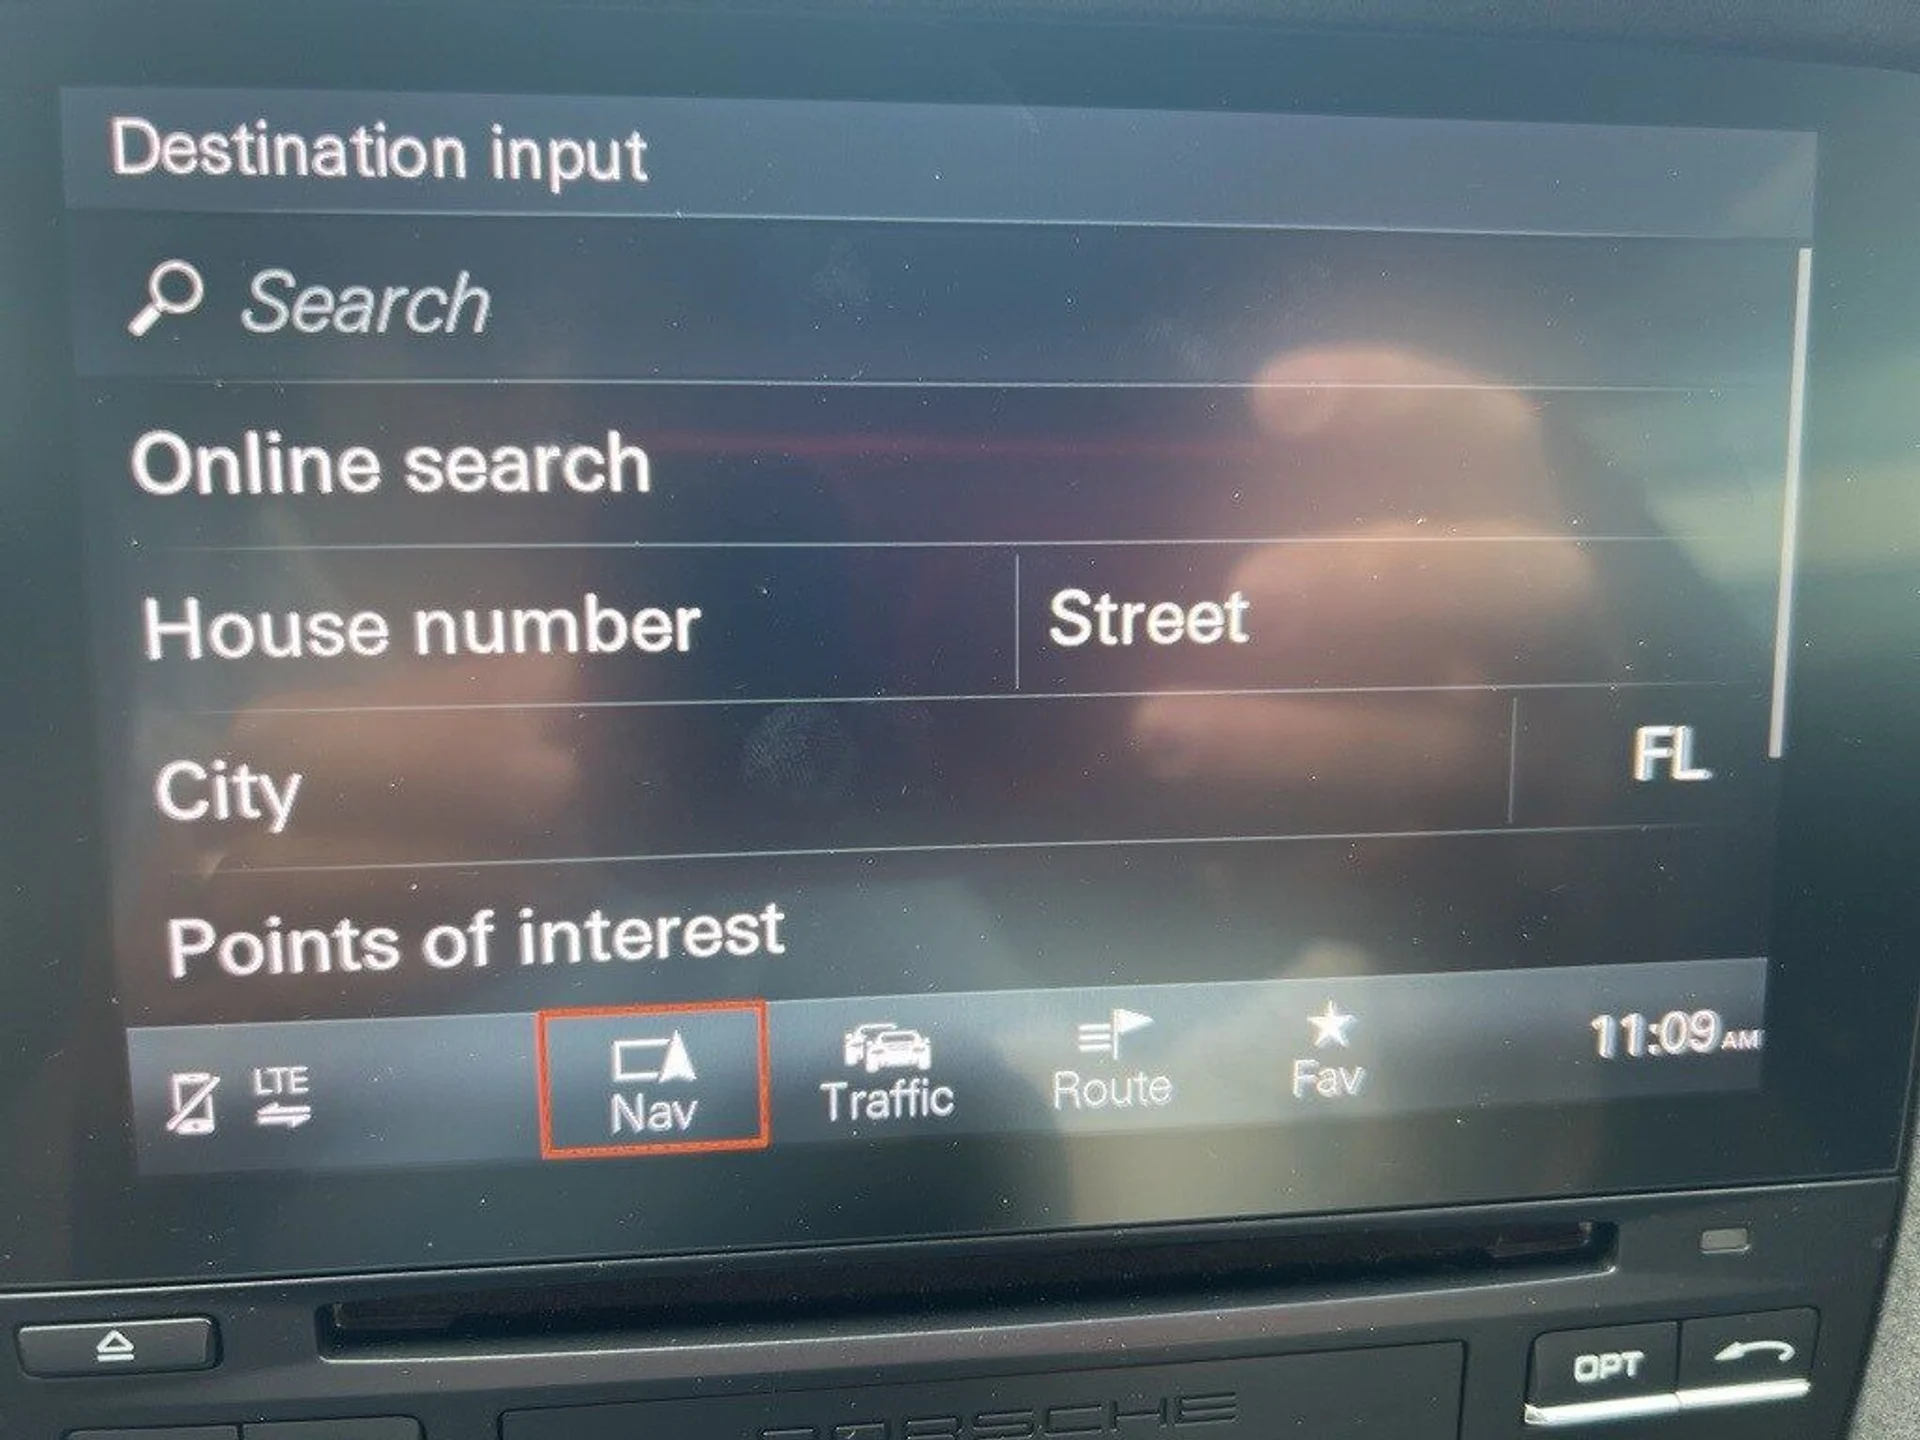 Destination input
Search
Online search
House number Street
City FL
Points of interest
LTE Nav Traffic Route Fav 11:09 AM
OPT
PORSCHE